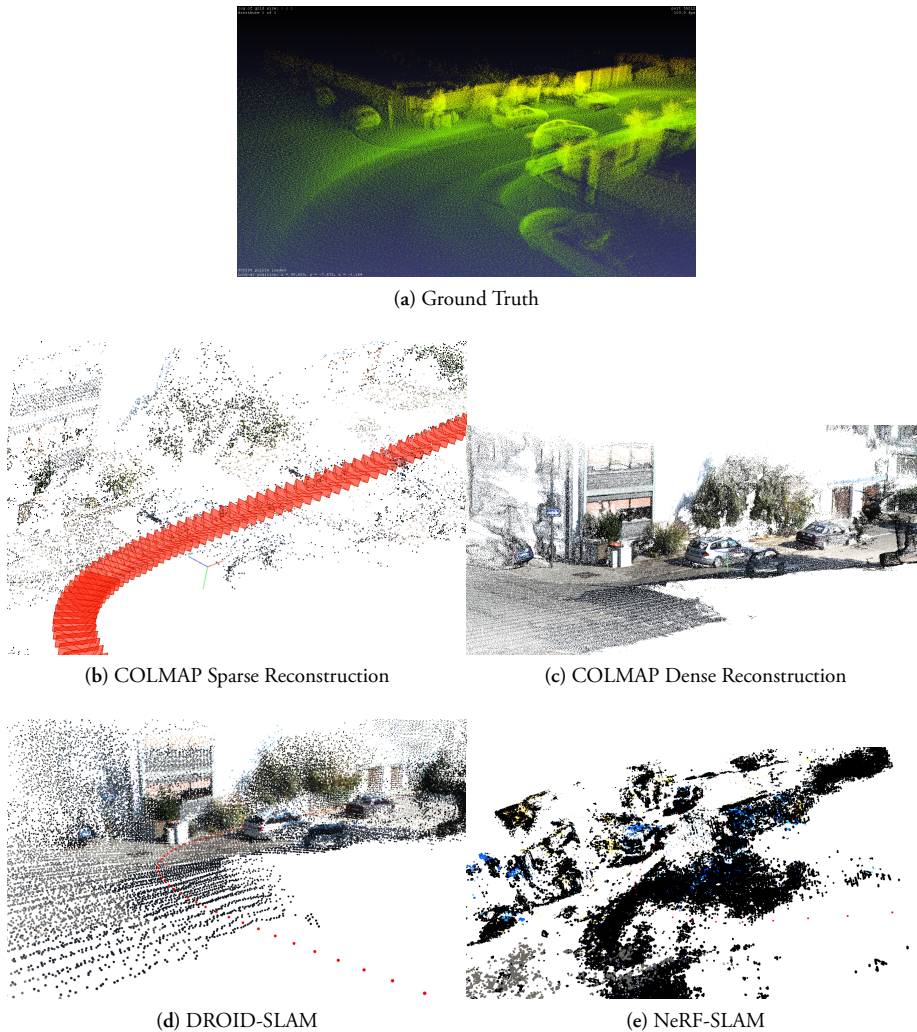 (a) Ground Truth
(b) COLMAP Sparse Reconstruction
(c) COLMAP Dense Reconstruction
(d) DROID-SLAM
(e) NeRF-SLAM